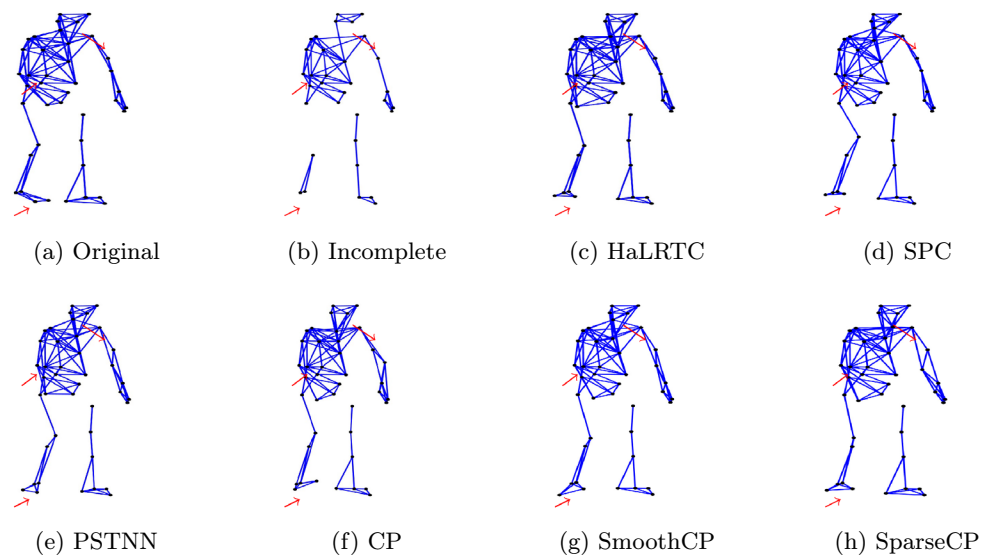 (a) Original (b) Incomplete (c) HaLRTC (d) SPC
(e) PSTNN (f) CP (g) SmoothCP (h) SparseCP